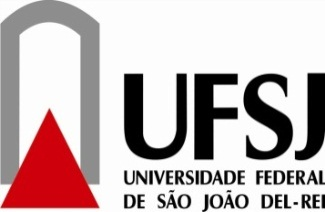 UFSJ
UNIVERSIDADE FEDERAL
DE SÃO JOÃO DEL-REI